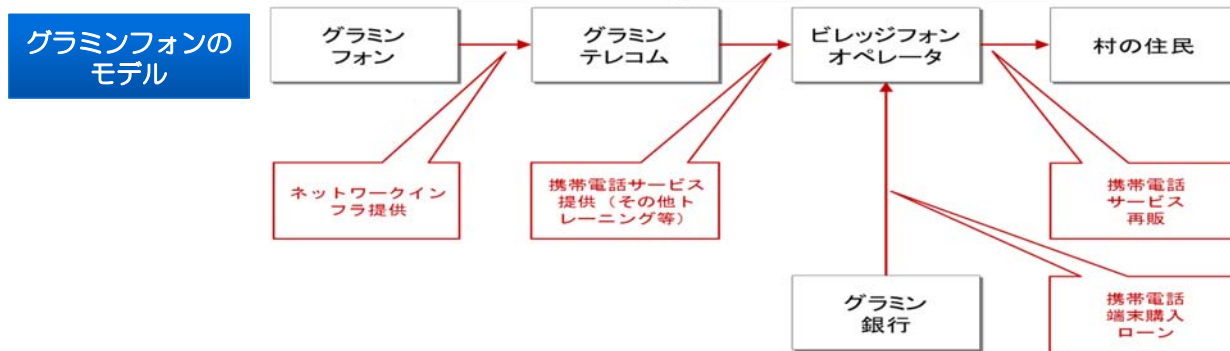 グラミンフォンの
モデル
グラミン
フォン
グラミン
テレコム
ビレッジフォン
オペレータ
村の住民
ネットワークイン
フラ提供
携帯電話サービス
提供（その他ト
レーニング等）
携帯電話
サービス
再販
グラミン
銀行
携帯電話
端末購入
ローン